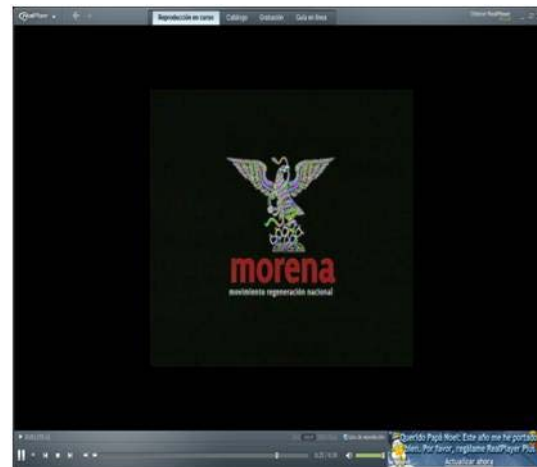 RealPlayer
Reproducción en curso Catálogo Grabación Guía en línea
morena
movimiento regeneración nacional
Querido Papá Noel: Este año me he portado
bien. Por favor, regálame RealPlayer Plus
Actualizar ahora